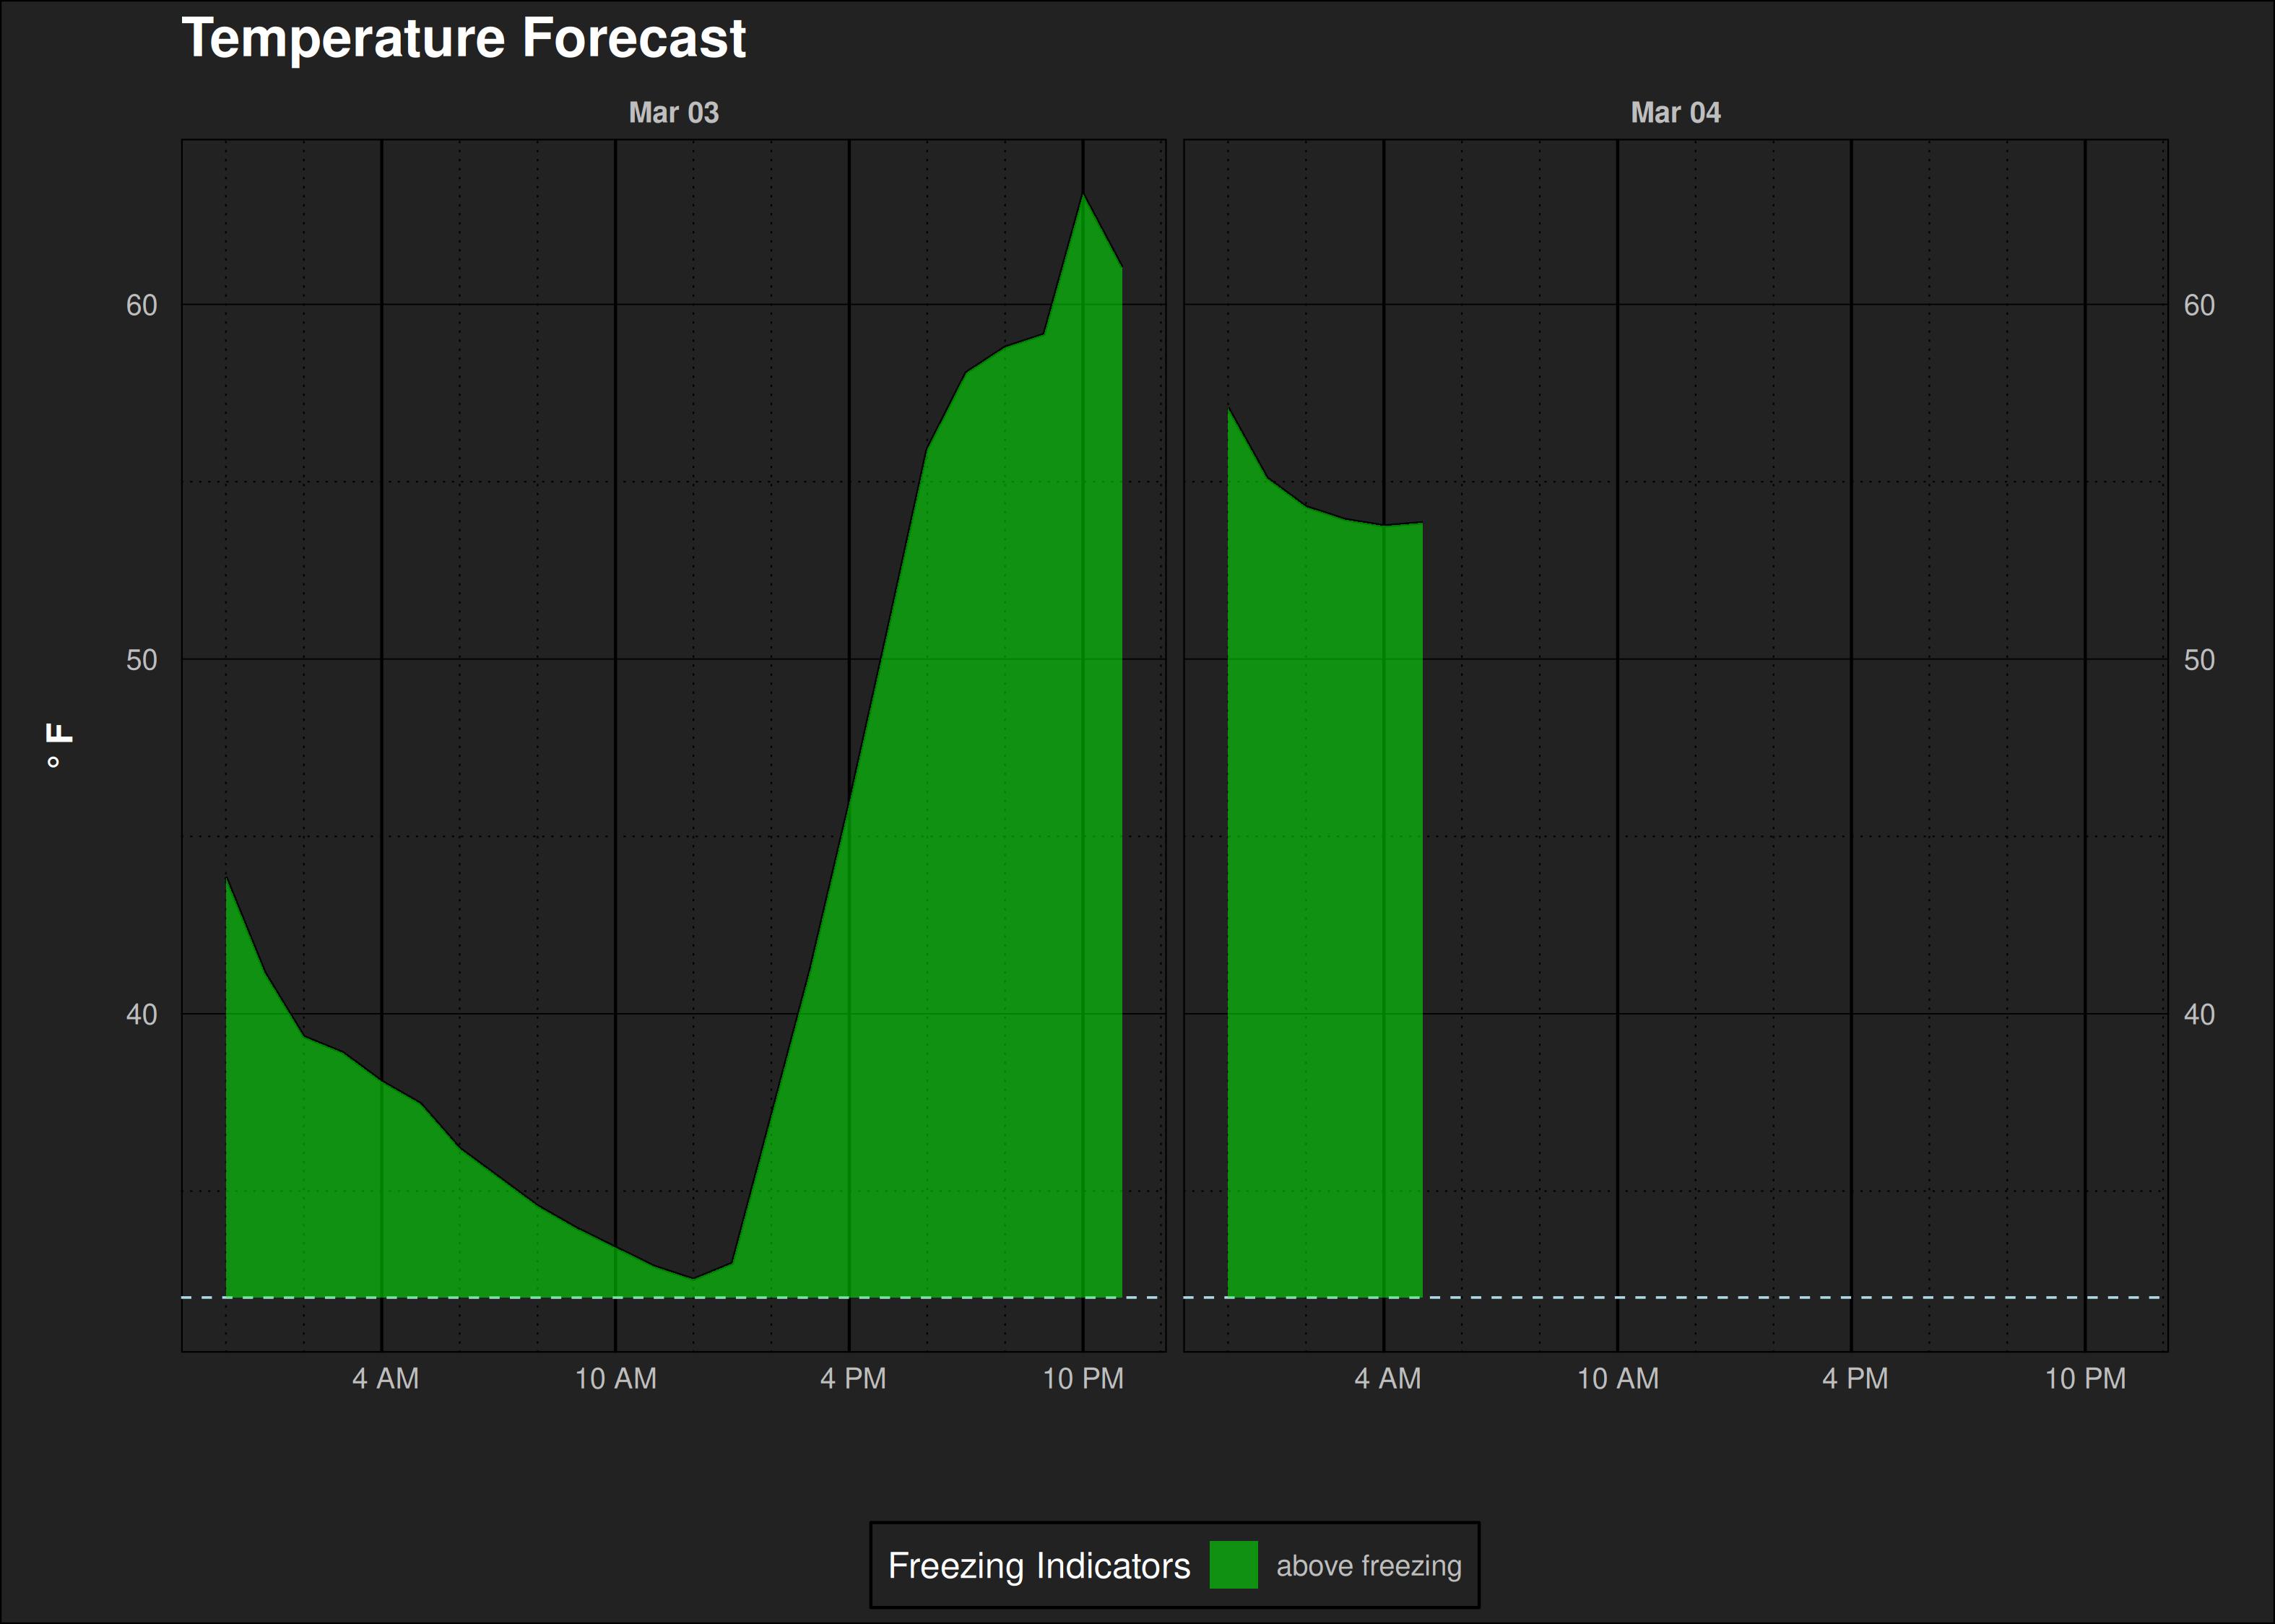 Temperature Forecast
Mar 03
Mar 04
60
60
50
50
° F
40
40
4 AM
10 AM
4 PM
10 PM
4 AM
10 AM
4 PM
10 PM
Freezing Indicators
above freezing